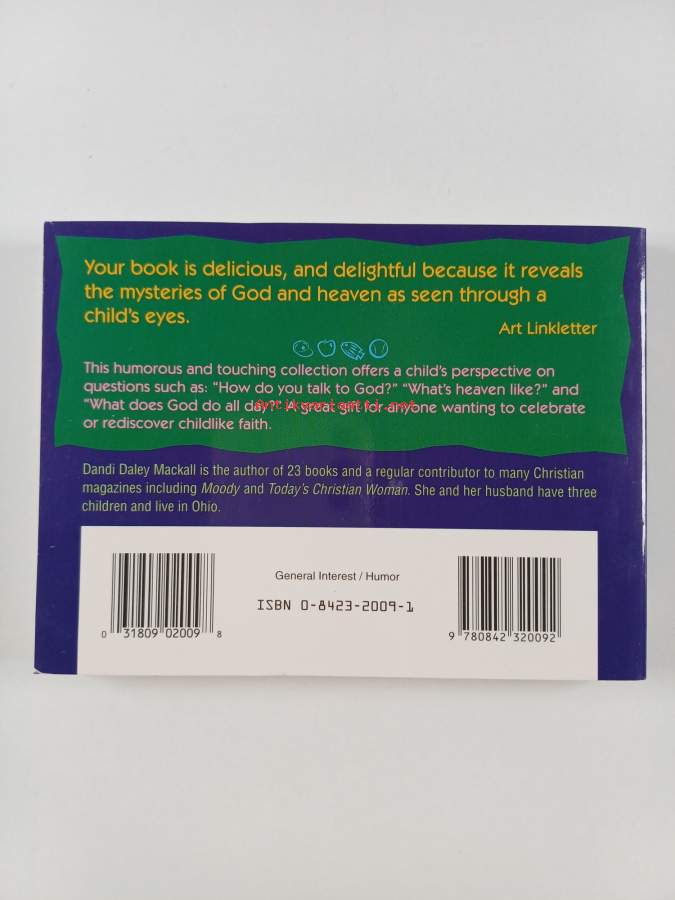 Your book is delicious, and delightful because it reveals
the mysteries of God and heaven as seen through a
child's eyes.
Art Linkletter
This humorous and touching collection offers a child's perspective on
questions such as: “How do you talk to God?” “What's heaven like?” and
“What does God do all day?” A great gift for anyone wanting to celebrate
or rediscover childlike faith.
Dandi Daley Mackall is the author of 23 books and a regular contributor to many Christian
magazines including Moody and Today's Christian Woman. She and her husband have three
children and live in Ohio.
General Interest / Humor
ISBN 0-8423-2009-1
0 31809 02009 8
9 780842 320092